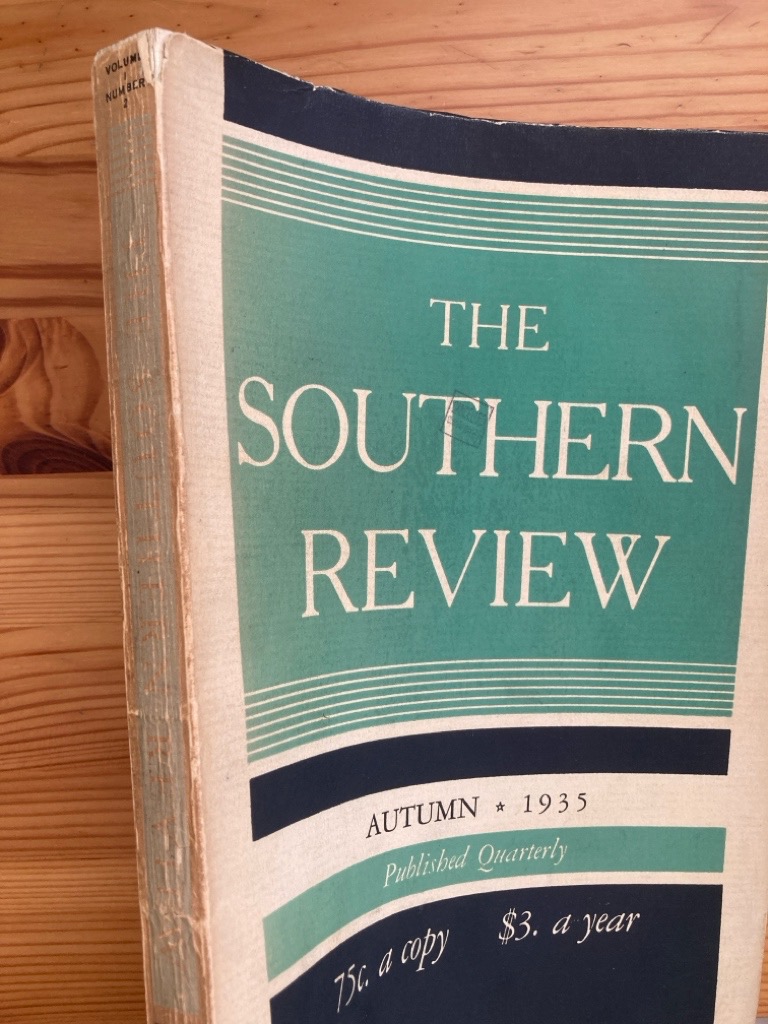 VOLUME
1
NUMBER
2
THE
SOUTHERN
REVIEW
AUTUMN ☆ 1935
Published Quarterly
75c. a copy $3. a year